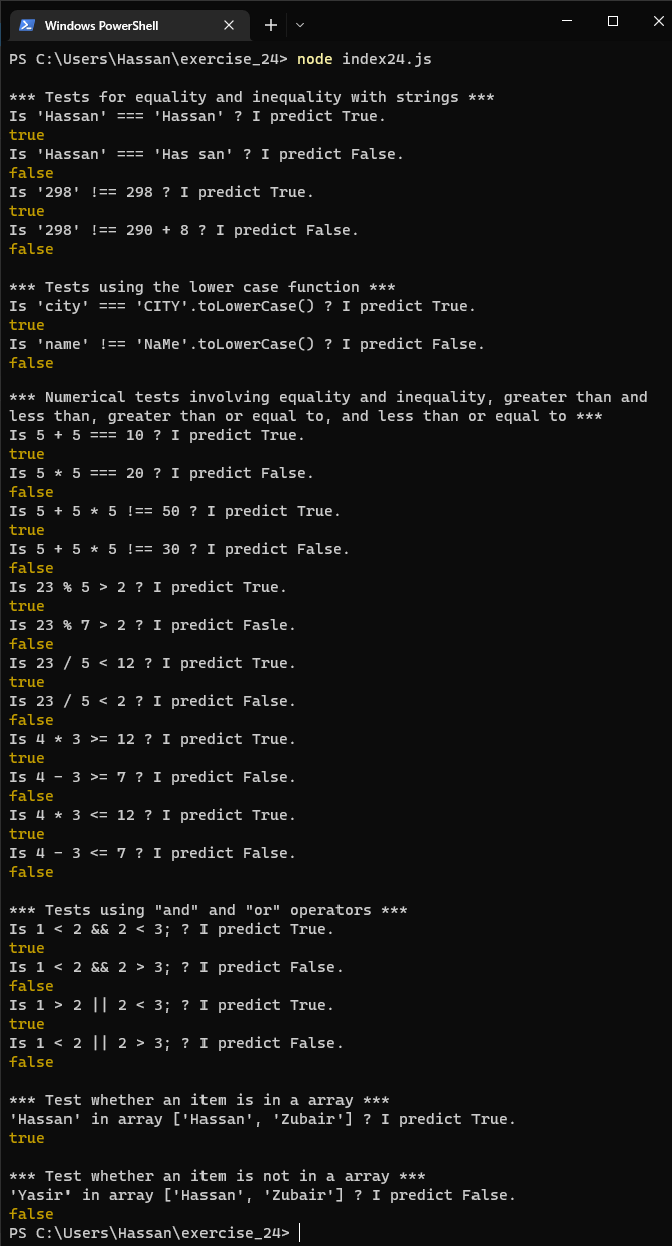 Windows PowerShell
PS C:\Users\Hassan\exercise_24> node index24.js
*** Tests for equality and inequality with strings ***
Is 'Hassan' === 'Hassan' ? I predict True.
true
Is 'Hassan' === 'Has san' ? I predict False.
false
Is '298' !== 298 ? I predict True.
true
Is '298' !== 290 + 8 ? I predict False.
false
*** Tests using the lower case function ***
Is 'city' === 'CITY'.toLowerCase() ? I predict True.
true
Is 'name' !== 'NaMe'.toLowerCase() ? I predict False.
false
*** Numerical tests involving equality and inequality, greater than and
less than, greater than or equal to, and less than or equal to ***
Is 5 + 5 === 10 ? I predict True.
true
Is 5 * 5 === 20 ? I predict False.
false
Is 5 + 5 * 5 !== 50 ? I predict True.
true
Is 5 + 5 * 5 !== 30 ? I predict False.
false
Is 23 % 5 > 2 ? I predict True.
true
Is 23 % 7 > 2 ? I predict Fasle.
false
Is 23 / 5 < 12 ? I predict True.
true
Is 23 / 5 < 2 ? I predict False.
false
Is 4 * 3 >= 12 ? I predict True.
true
Is 4 - 3 >= 7 ? I predict False.
false
Is 4 * 3 <= 12 ? I predict True.
true
Is 4 - 3 <= 7 ? I predict False.
false
*** Tests using "and" and "or" operators ***
Is 1 < 2 && 2 < 3; ? I predict True.
true
Is 1 < 2 && 2 > 3; ? I predict False.
false
Is 1 > 2 || 2 < 3; ? I predict True.
true
Is 1 < 2 || 2 > 3; ? I predict False.
false
*** Test whether an item is in a array ***
'Hassan' in array ['Hassan', 'Zubair'] ? I predict True.
true
*** Test whether an item is not in a array ***
'Yasir' in array ['Hassan', 'Zubair'] ? I predict False.
false
PS C:\Users\Hassan\exercise_24>